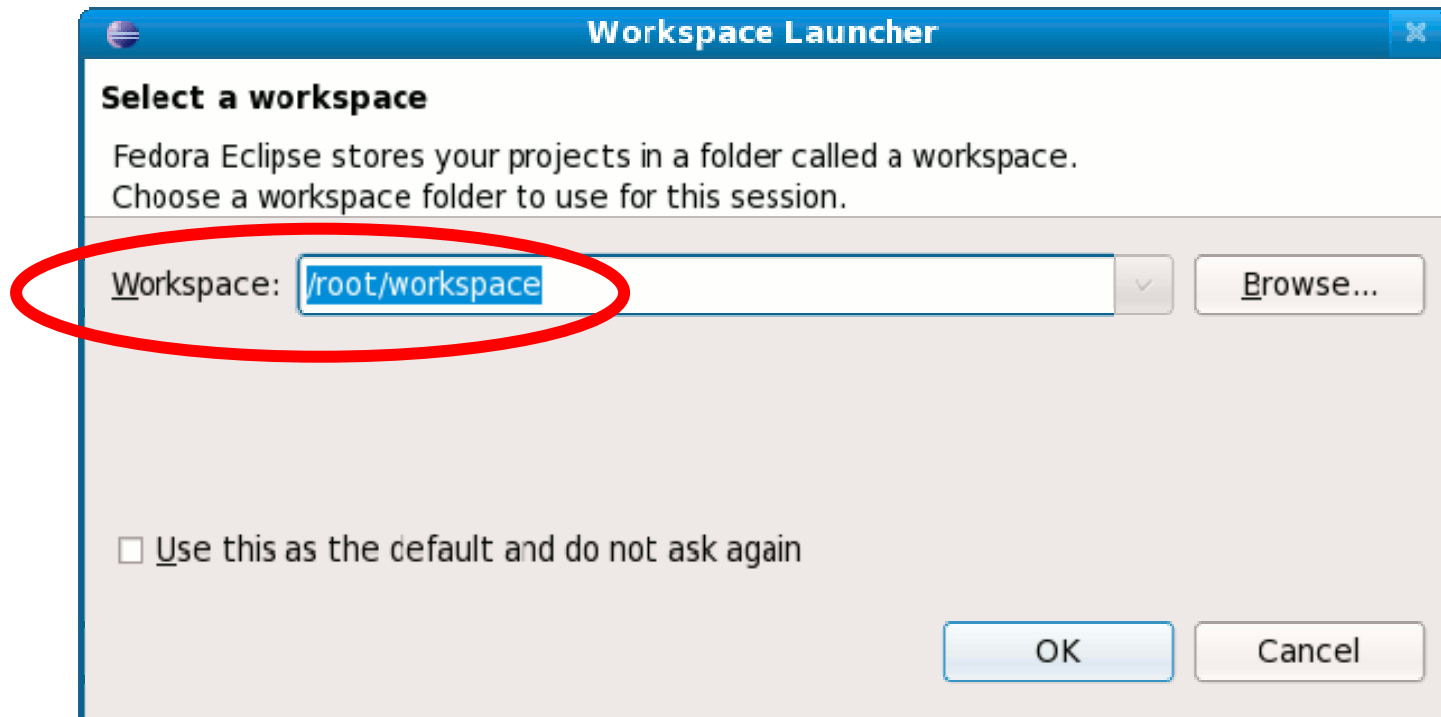 Workspace Launcher
Select a workspace
Fedora Eclipse stores your projects in a folder called a workspace.
Choose a workspace folder to use for this session.
Workspace: /root/workspace Browse...
Use this as the default and do not ask again
OK Cancel